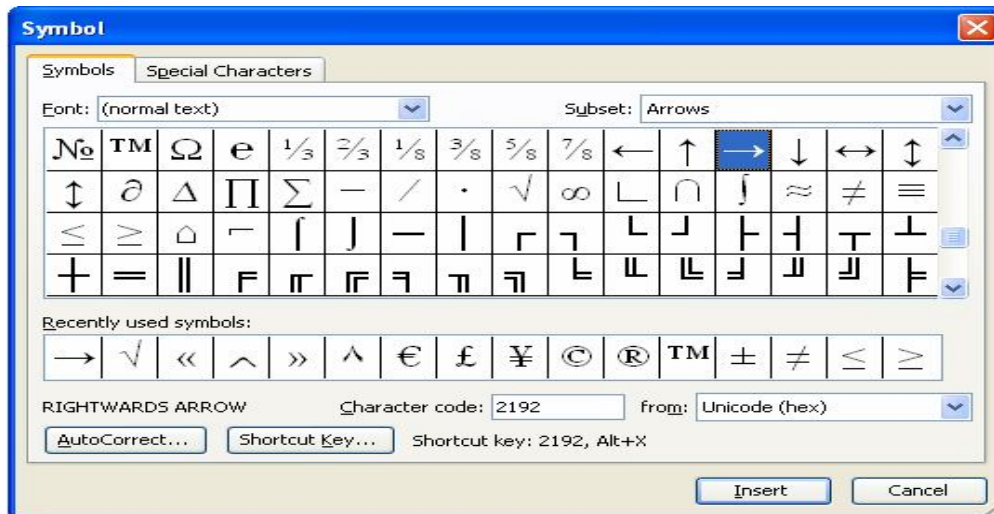 Symbol
Symbols Special Characters
Font: (normal text) Subset: Arrows
№ ™ Ω ℮ ⅓ ⅔ ⅛ ⅜ ⅝ ⅞ ← ↑ → ↓ ↔ ↕
↨ ∂ ∆ ∏ ∑ − ∕ ∙ √ ∞ ∟ ∩ ∫ ≈ ≠ ≡
≤ ≥ ⌂ ⌐ ⌠ ⌡ ─ │ ┌ ┐ └ ┘ ├ ┤ ┬ ┴
┼ ═ ║ ╒ ╓ ╔ ╕ ╖ ╗ ╘ ╙ ╚ ╛ ╜ ╝ ╞
Recently used symbols:
→ √ « ^ » ^ € £ ¥ © ® ™ ± ≠ ≤ ≥
RIGHTWARDS ARROW Character code: 2192 from: Unicode (hex)
AutoCorrect... Shortcut Key... Shortcut key: 2192, Alt+X
Insert Cancel